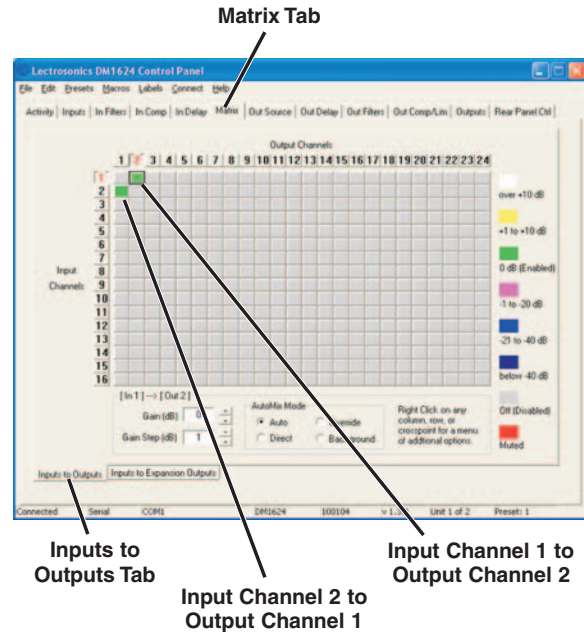 Matrix Tab
Lectrosonics DM1624 Control Panel
File Edit Presets Macros Labels Connect Help
Activity Inputs In Filters In Comp In Delay Matrix Out Source Out Delay Out Filters Out Comp/Lim Outputs Rear Panel Ctrl
Output Channels
1 2 3 4 5 6 7 8 9 10 11 12 13 14 15 16 17 18 19 20 21 22 23 24
1
2
3
4
5
6
7
8
9
10
11
12
13
14
15
16
Input
Channels
over +10 dB
+1 to +10 dB
0 dB (Enabled)
-1 to -20 dB
-21 to -40 dB
below -40 dB
Off (Disabled)
Muted
[In 1] --> [Out 2]
Gain (dB) 0
Gain Step (dB) 1
AutoMix Mode
Auto Override
Direct Background
Right Click on any
column, row, or
crosspoint for a menu
of addtional options.
Inputs to Outputs Inputs to Expansion Outputs
Connected Serial COM1 DM1624 100104 Unit 1 of 2 Preset: 1
Inputs to
Outputs Tab
Input Channel 2 to
Output Channel 1
Input Channel 1 to
Output Channel 2